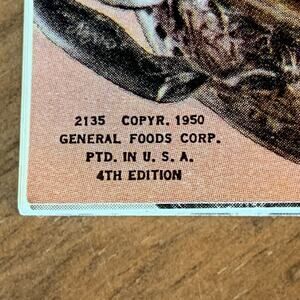 2135 COPYR. 1950
GENERAL FOODS CORP.
PTD. IN U. S. A.
4TH EDITION